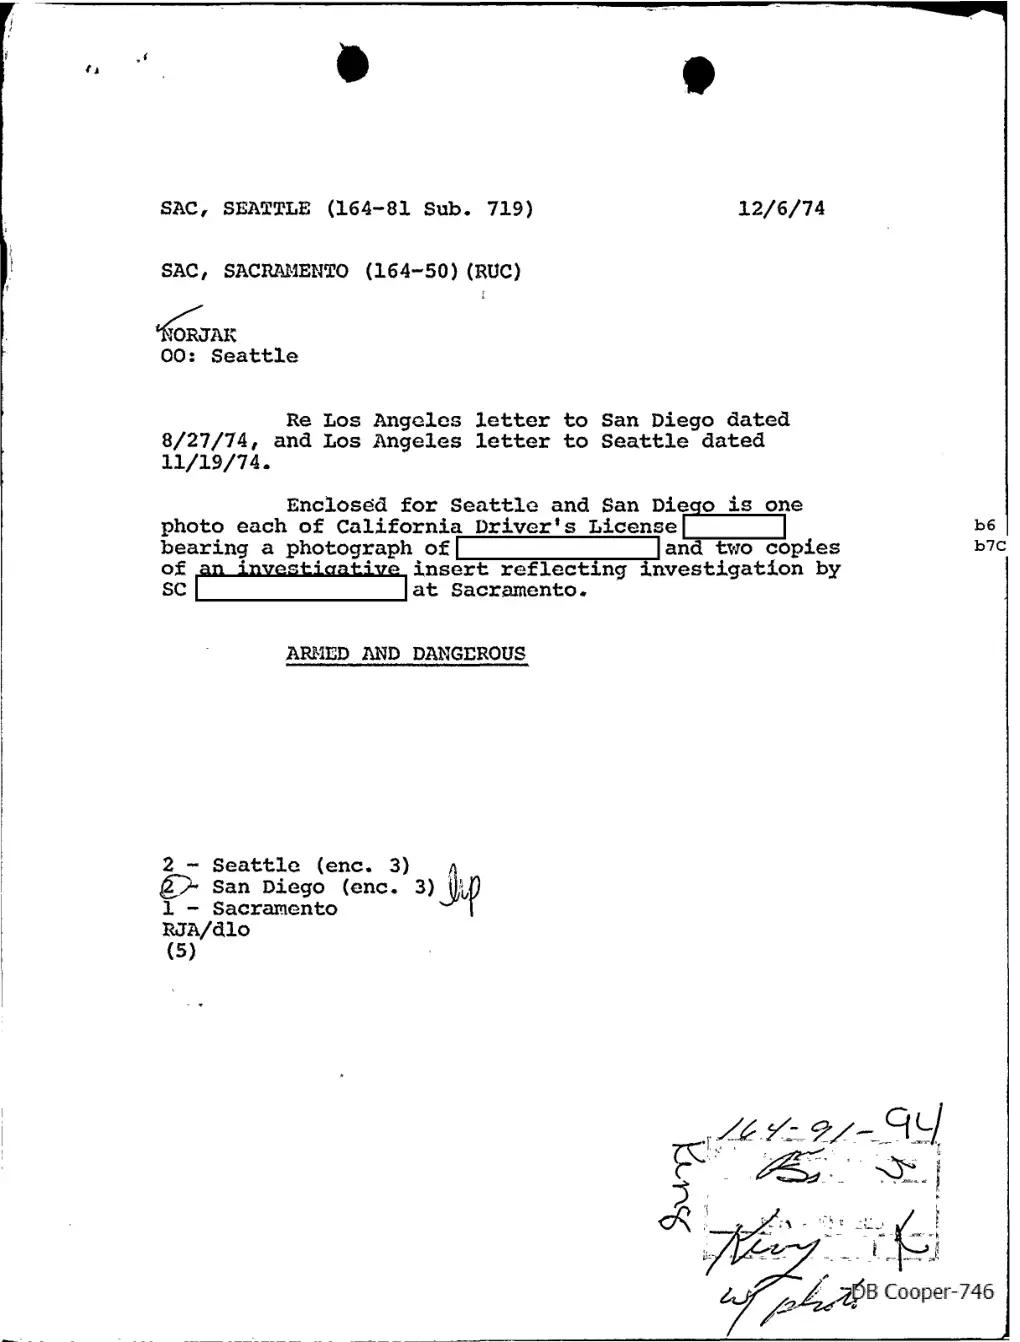 SAC, SEATTLE (164-81 Sub. 719) 12/6/74
SAC, SACRAMENTO (164-50)(RUC)
NORJAK
OO: Seattle
Re Los Angeles letter to San Diego dated
8/27/74, and Los Angeles letter to Seattle dated
11/19/74.
Enclosed for Seattle and San Diego is one
photo each of California Driver's License
bearing a photograph of and two copies
of an investigative insert reflecting investigation by
SC at Sacramento.
b6
b7C
ARMED AND DANGEROUS
2 - Seattle (enc. 3)
2 - San Diego (enc. 3)
1 - Sacramento
RJA/dlo
(5)
164-91-94
w/ photo
DB Cooper-746